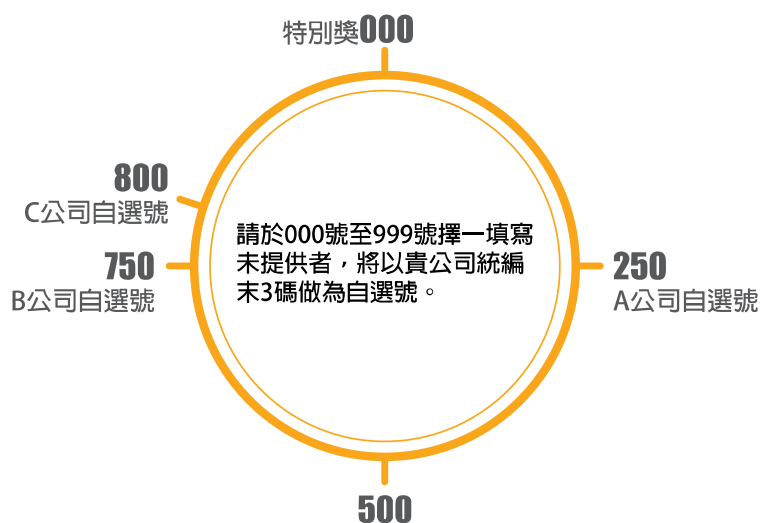 特別獎000
800
C公司自選號
750
B公司自選號
請於000號至999號擇一填寫
未提供者，將以貴公司統編
末3碼做為自選號。
250
A公司自選號
500